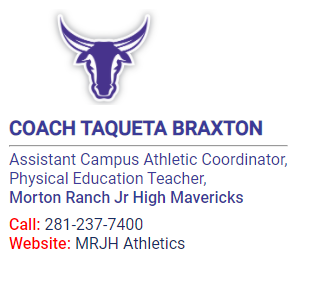 COACH TAQUETA BRAXTON
Assistant Campus Athletic Coordinator,
Physical Education Teacher,
Morton Ranch Jr High Mavericks
Call: 281-237-7400
Website: MRJH Athletics